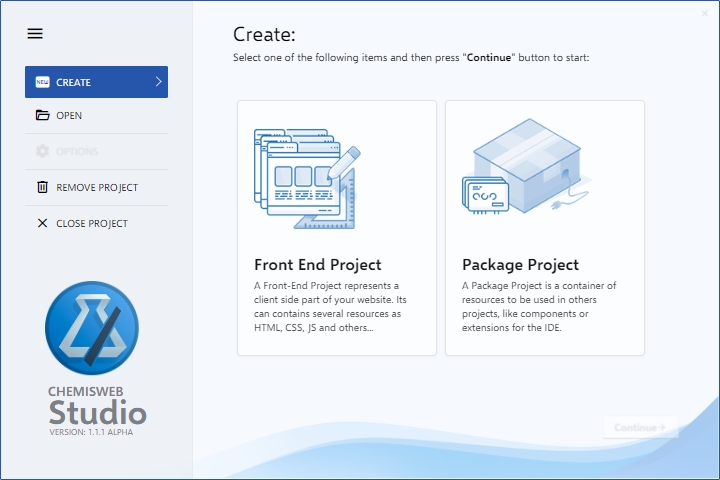 NEW
CREATE
OPEN
OPTIONS
REMOVE PROJECT
CLOSE PROJECT
CHEMISWEB
Studio
VERSION: 1.1.1 ALPHA
Create:
Select one of the following items and then press "Continue" button to start:
Front End Project
A Front-End Project represents a
client side part of your website. Its
can contains several resources as
HTML, CSS, JS and others...
Package Project
A Package Project is a container of
resources to be used in others
projects, like components or
extensions for the IDE.
Continue